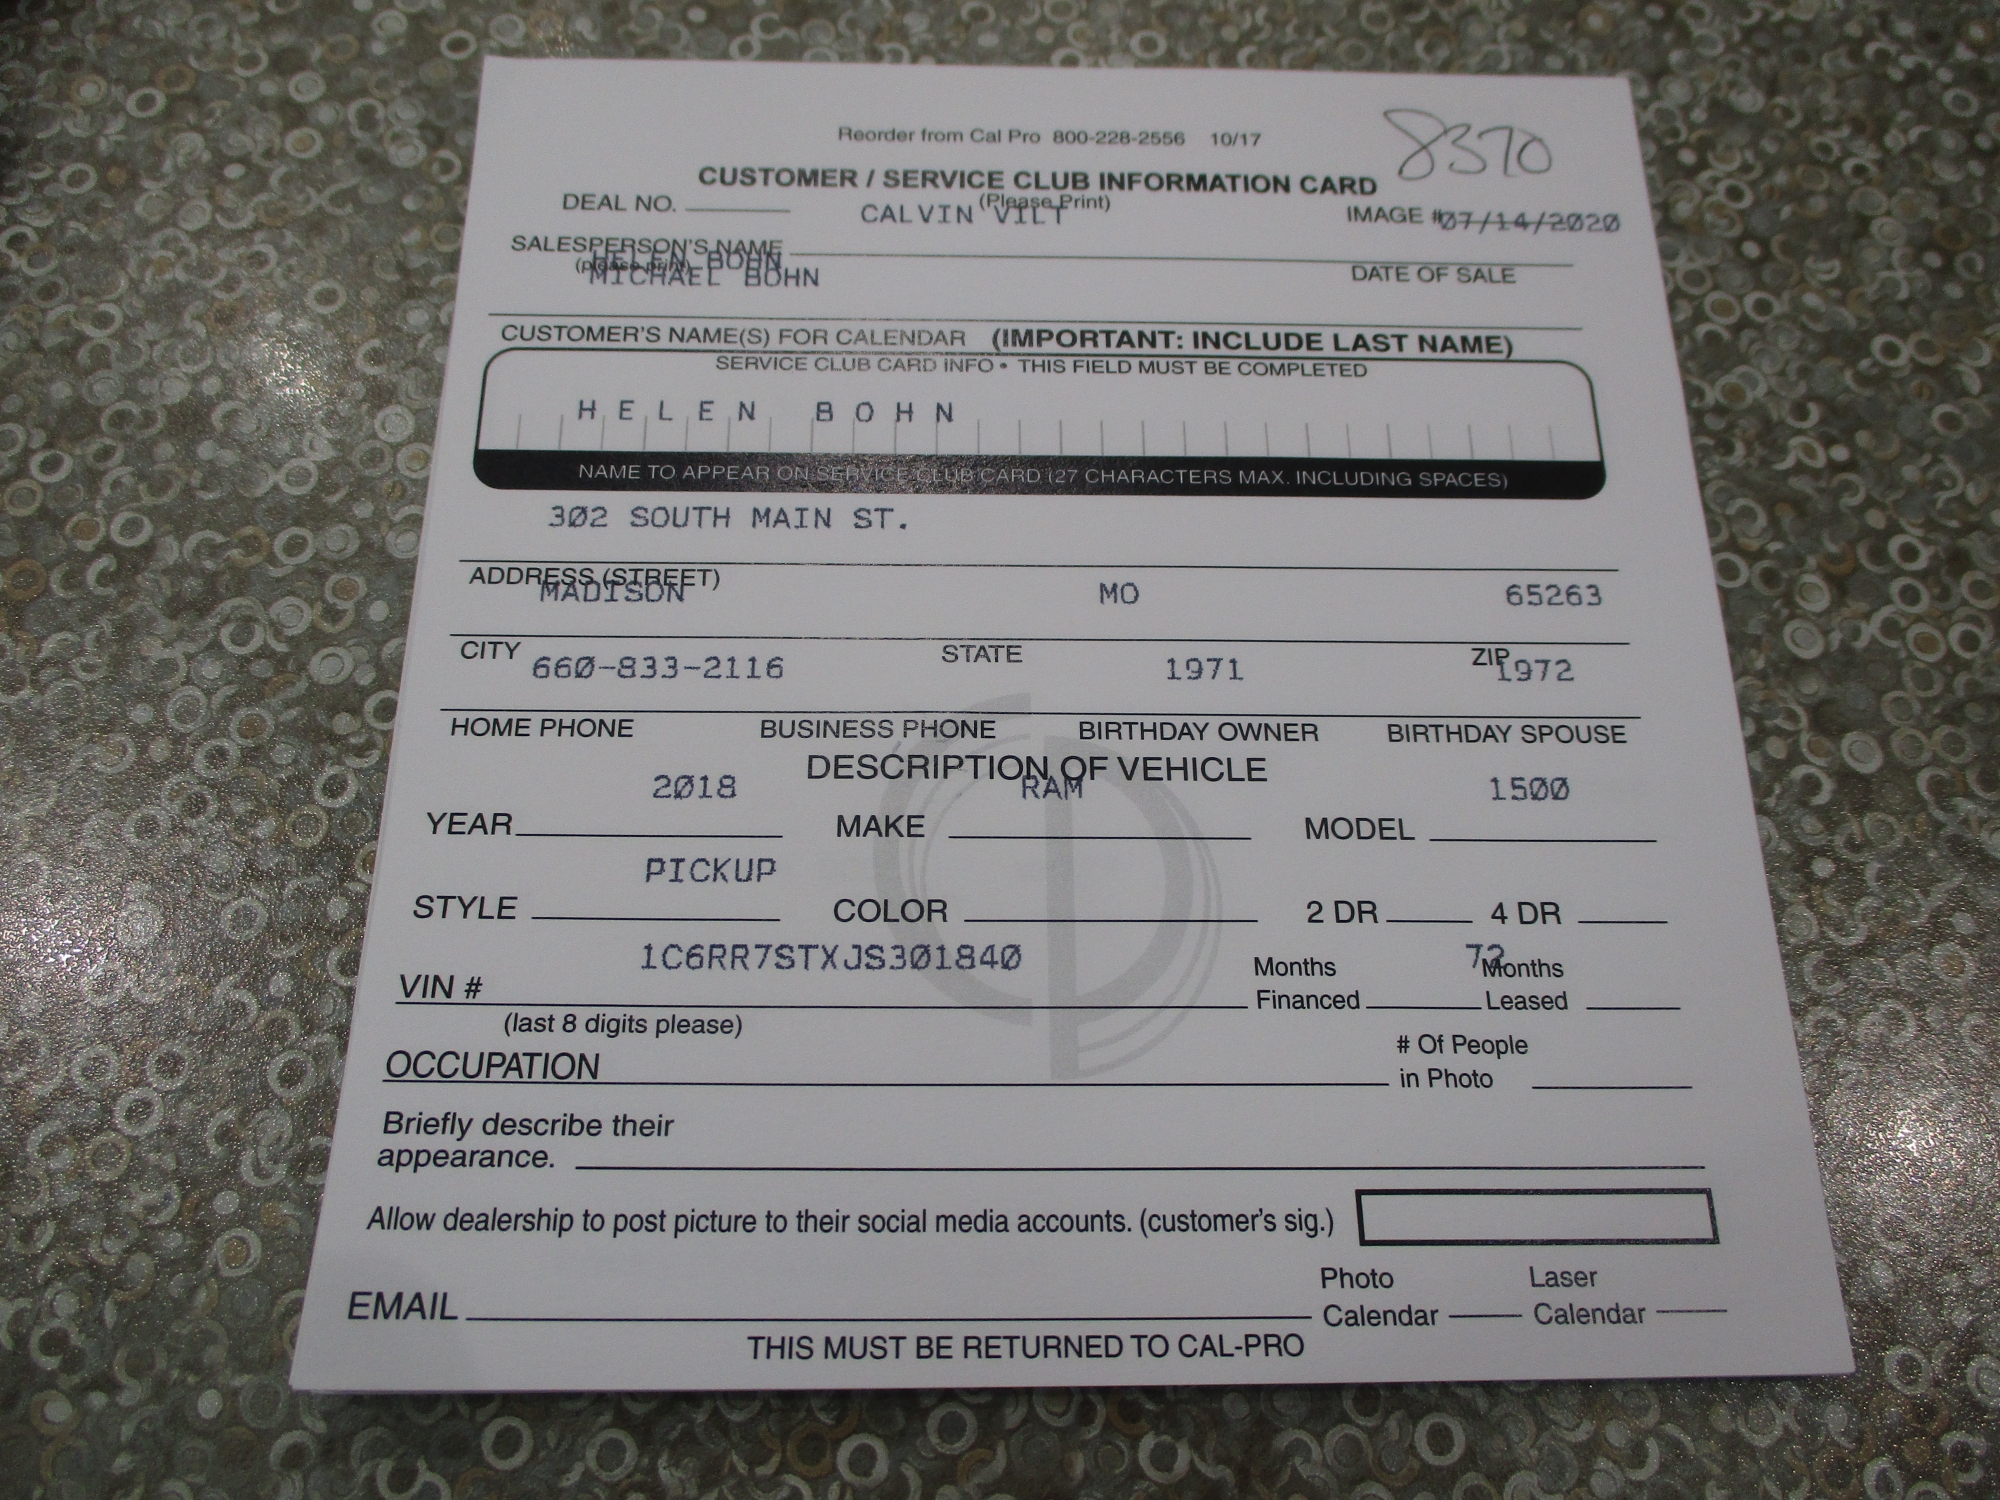 Reorder from Cal Pro 800-228-2556 10/17
8370
CUSTOMER / SERVICE CLUB INFORMATION CARD
(Please Print)
DEAL NO. CALVIN VILT IMAGE # 07/14/2020
SALESPERSON'S NAME
(please print) DATE OF SALE
HELEN BOHN
MICHAEL BOHN
CUSTOMER'S NAME(S) FOR CALENDAR (IMPORTANT: INCLUDE LAST NAME)
SERVICE CLUB CARD INFO • THIS FIELD MUST BE COMPLETED
HELEN BOHN
NAME TO APPEAR ON SERVICE CLUB CARD (27 CHARACTERS MAX. INCLUDING SPACES)
302 SOUTH MAIN ST.
ADDRESS (STREET)
MADISON MO 65263
CITY STATE ZIP
660-833-2116 1971 1972
HOME PHONE BUSINESS PHONE BIRTHDAY OWNER BIRTHDAY SPOUSE
DESCRIPTION OF VEHICLE
2018 RAM 1500
YEAR MAKE MODEL
PICKUP
STYLE COLOR 2 DR 4 DR
1C6RR7STXJS301840 72
VIN # Months Financed Months Leased
(last 8 digits please)
OCCUPATION # Of People in Photo
Briefly describe their
appearance.
Allow dealership to post picture to their social media accounts. (customer's sig.)
EMAIL Photo Calendar Laser Calendar
THIS MUST BE RETURNED TO CAL-PRO